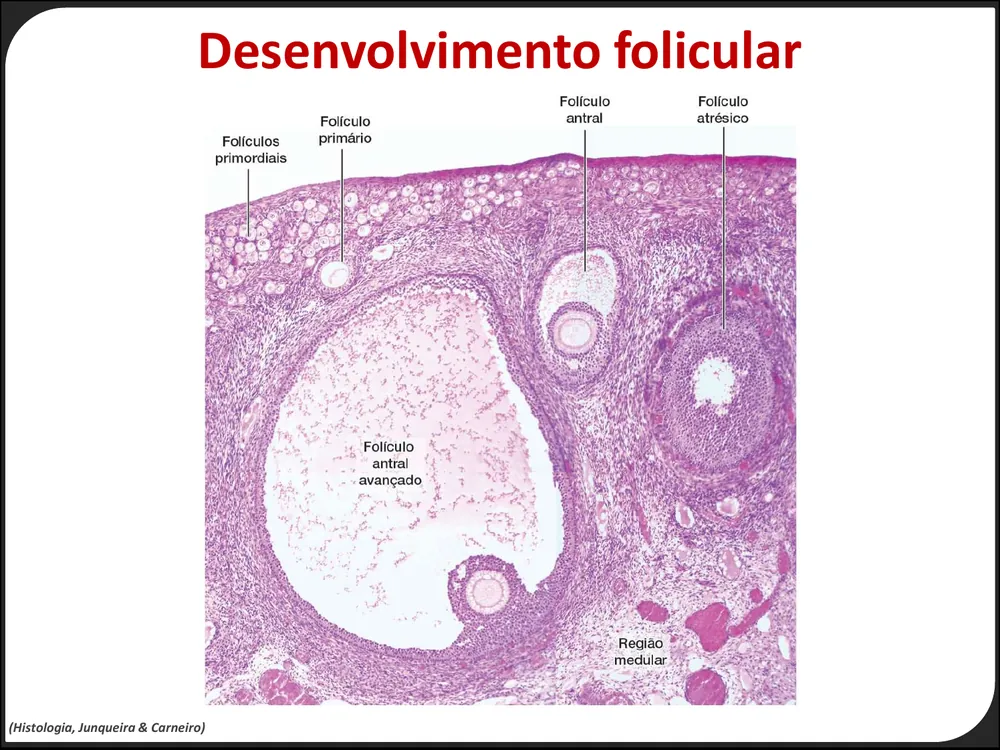 Desenvolvimento folicular
Folículos
primordiais
Folículo
primário
Folículo
antral
Folículo
atrésico
Folículo
antral
avançado
Região
medular
(Histologia, Junqueira & Carneiro)